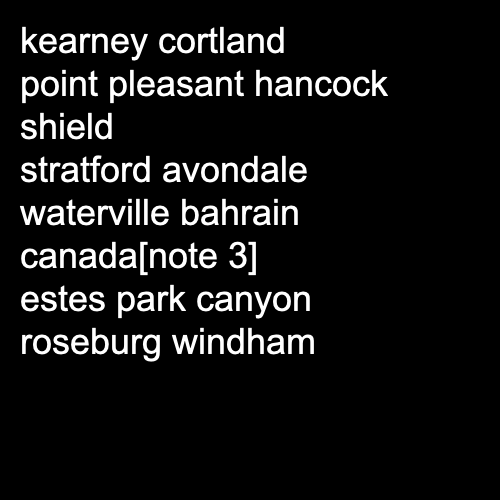 kearney cortland
point pleasant hancock
shield
stratford avondale
waterville bahrain
canada[note 3]
estes park canyon
roseburg windham